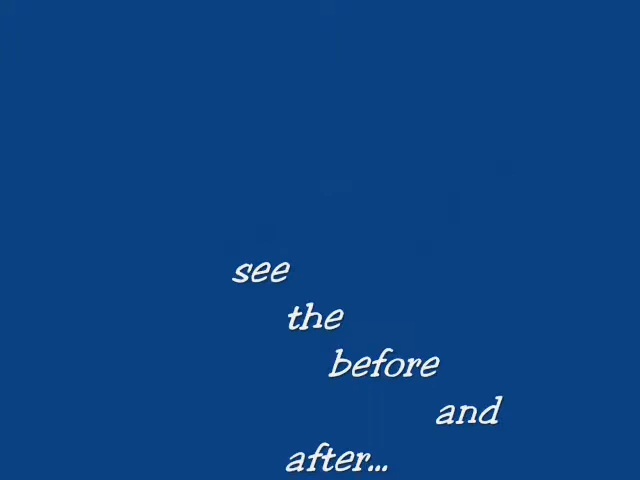 see
the
before
and
after...